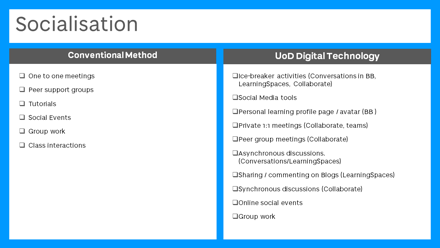 Socialisation
Conventional Method
❑ One to one meetings
❑ Peer support groups
❑ Tutorials
❑ Social Events
❑ Group work
❑ Class interactions
UoD Digital Technology
❑Ice-breaker activities (Conversations in BB,
LearningSpaces, Collaborate)
❑Social Media tools
❑Personal learning profile page / avatar (BB )
❑Private 1:1 meetings (Collaborate, teams)
❑Peer group meetings (Collaborate)
❑Asynchronous discussions.
(Conversations/LearningSpaces)
❑Sharing / commenting on Blogs (LearningSpaces)
❑Synchronous discussions (Collaborate)
❑Online social events
❑Group work